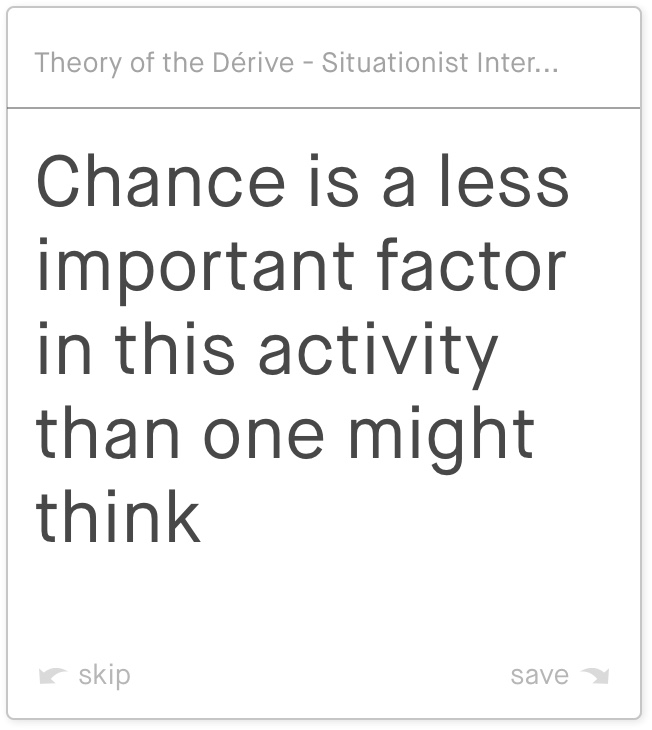 Theory of the Dérive - Situationist Inter...
Chance is a less
important factor
in this activity
than one might
think
skip
save